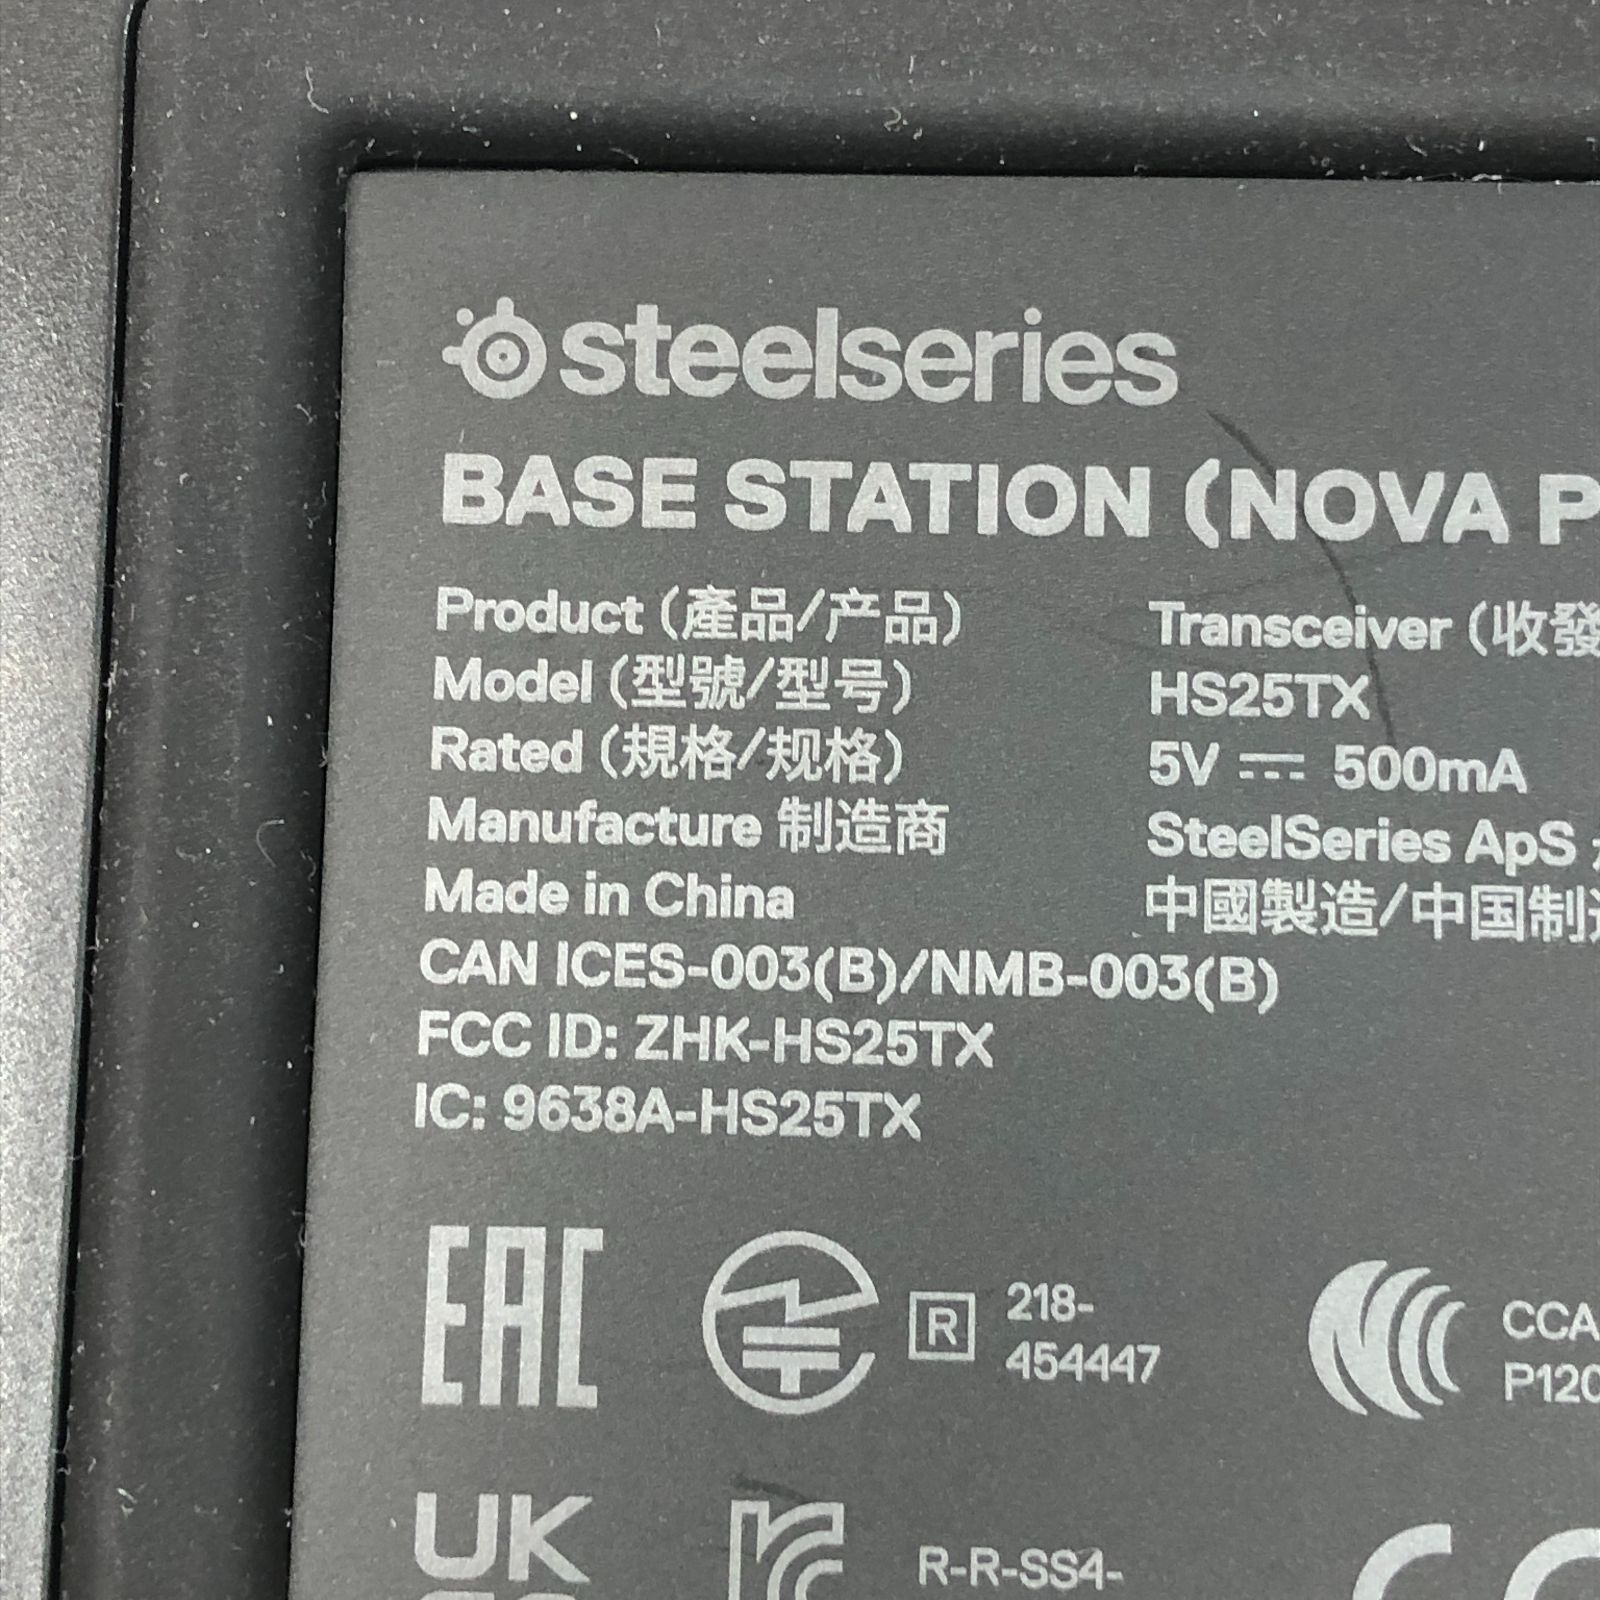 steelseries
BASE STATION (NOVA P
Product (產品/产品) Transceiver (收發
Model (型號/型号) HS25TX
Rated (規格/规格) 5V ⎓ 500mA
Manufacture 制造商 SteelSeries ApS
Made in China 中國製造/中国制造
CAN ICES-003(B)/NMB-003(B)
FCC ID: ZHK-HS25TX
IC: 9638A-HS25TX
EAC
R 218-
454447
CCA
P120
UK
R-R-SS4-
CE